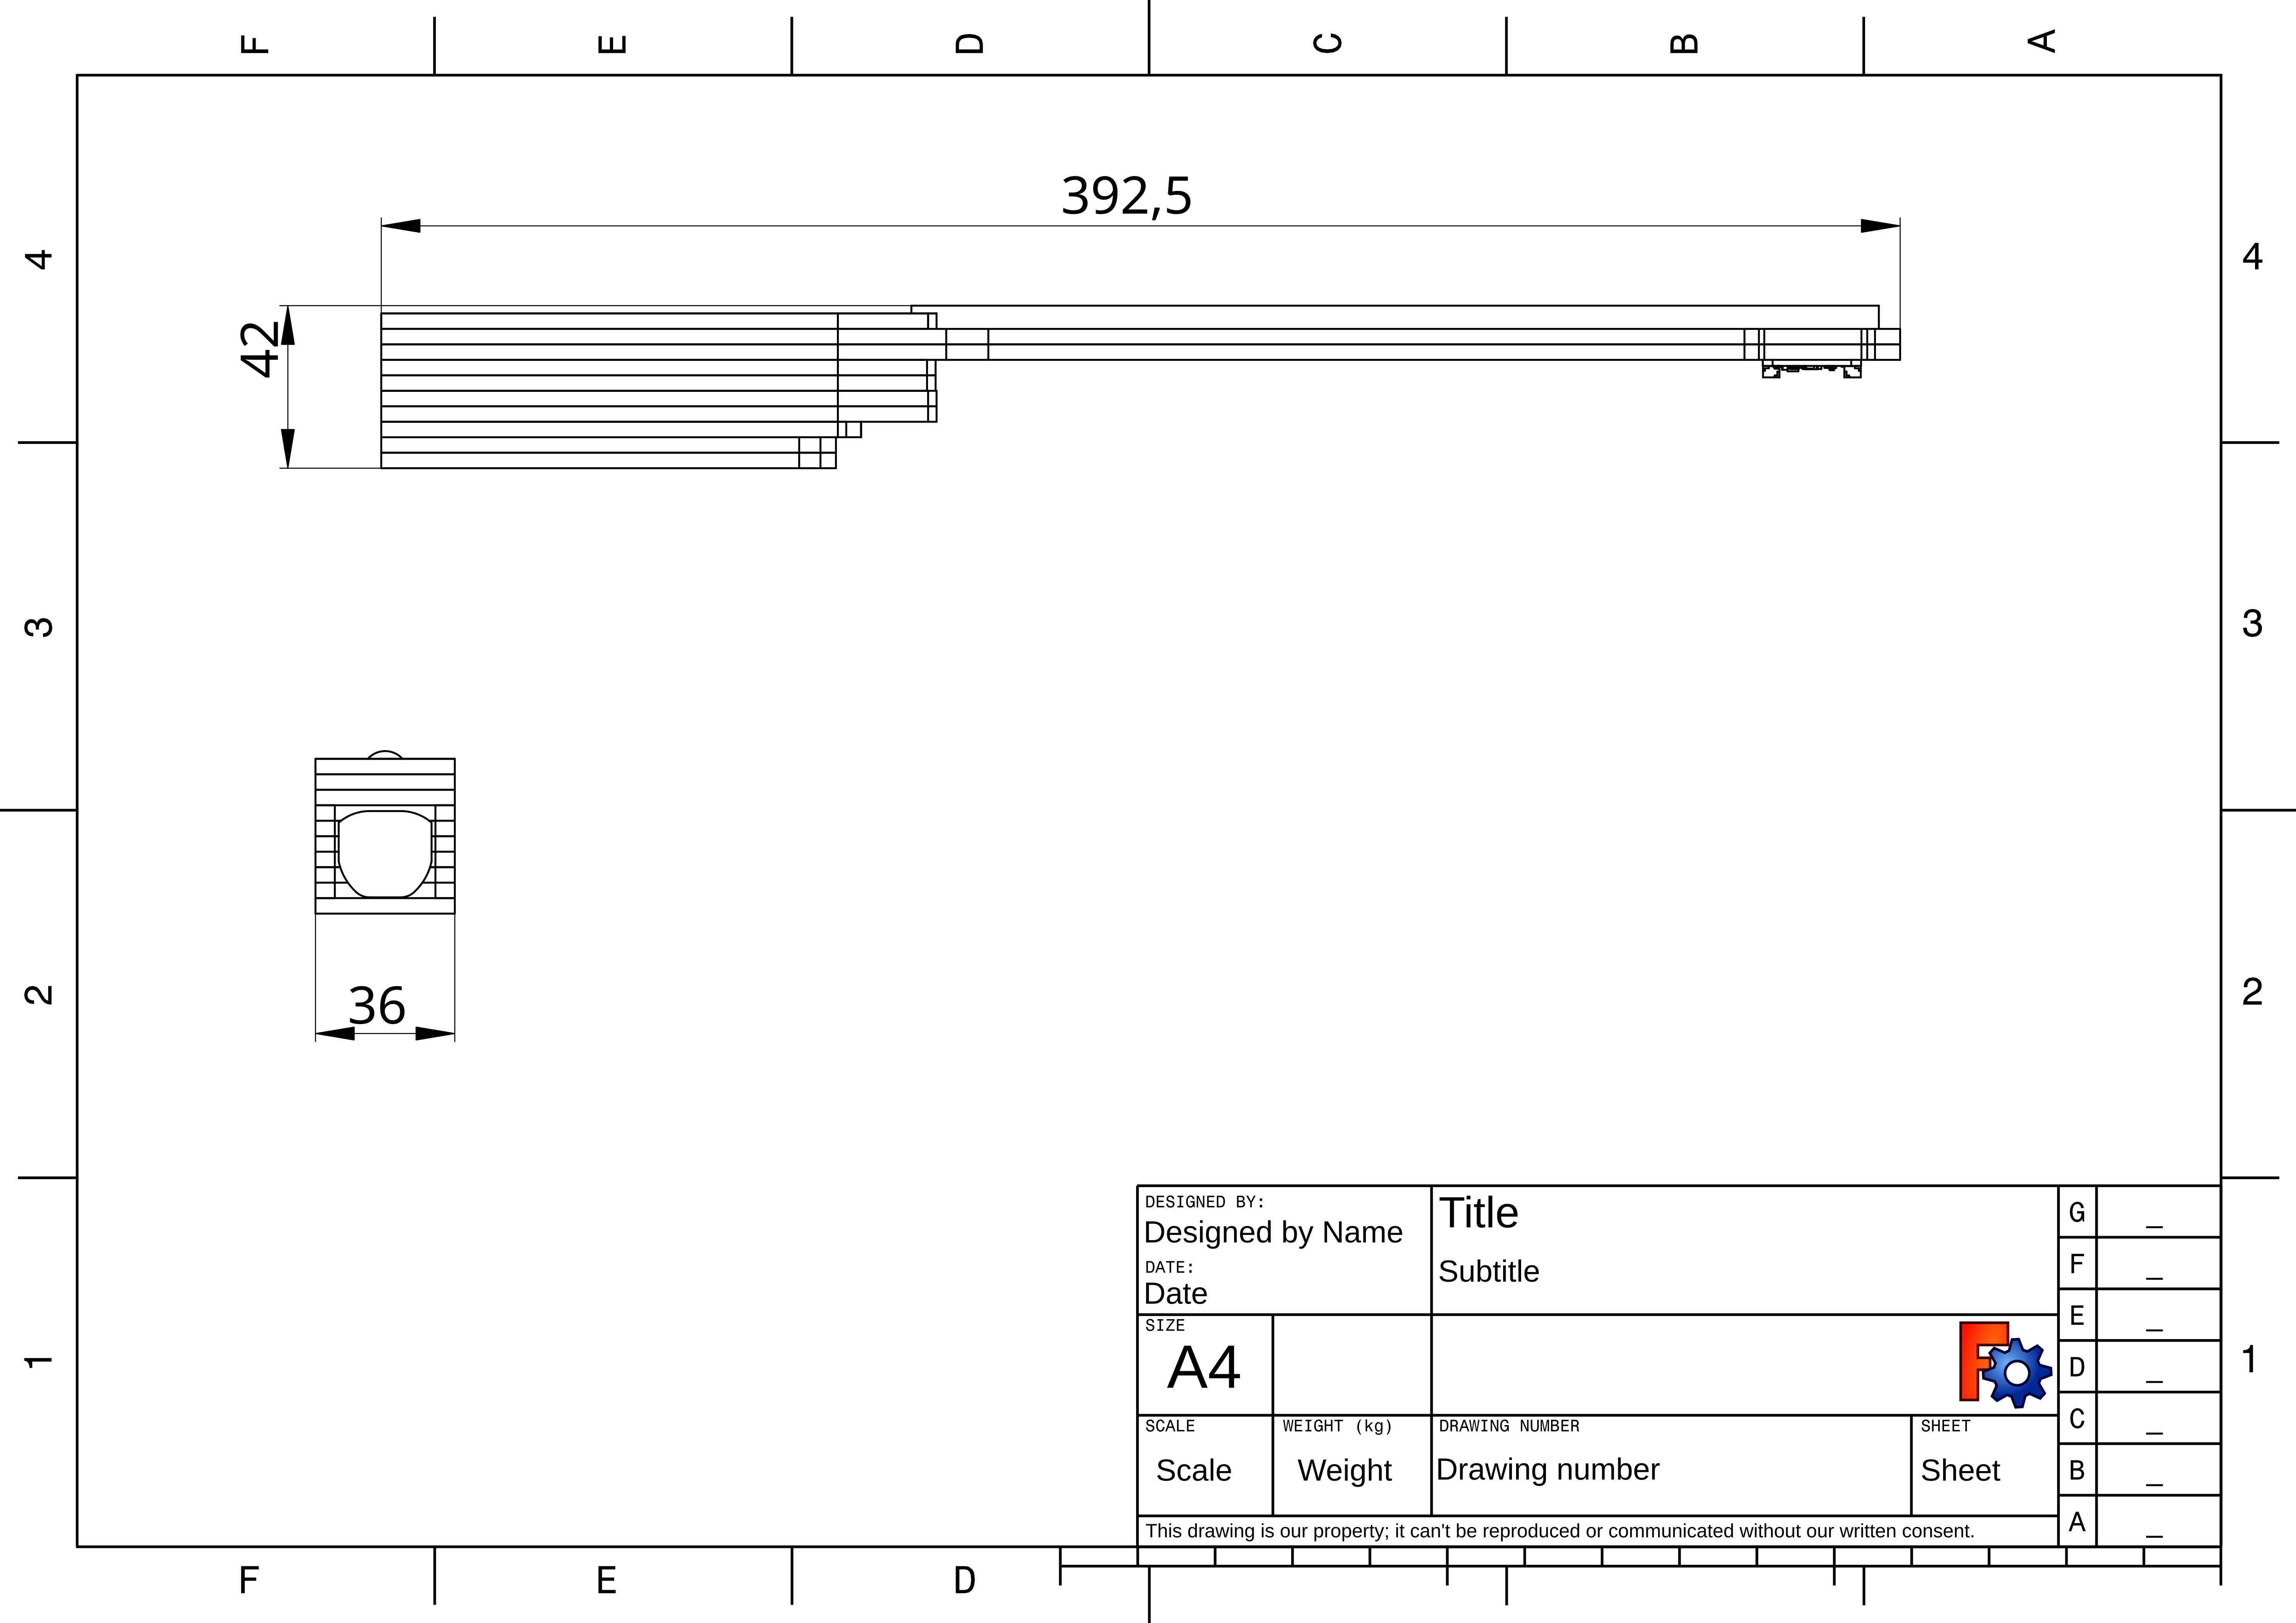 F E D C B A
392,5
42
4 4
3 3
36
2 2
DESIGNED BY:
Designed by Name
DATE:
Date
Title
Subtitle
G _
F _
E _
SIZE
A4
D _
1 1
C _
SCALE
Scale
WEIGHT (kg)
Weight
DRAWING NUMBER
Drawing number
SHEET
Sheet
B _
A _
This drawing is our property; it can't be reproduced or communicated without our written consent.
F E D